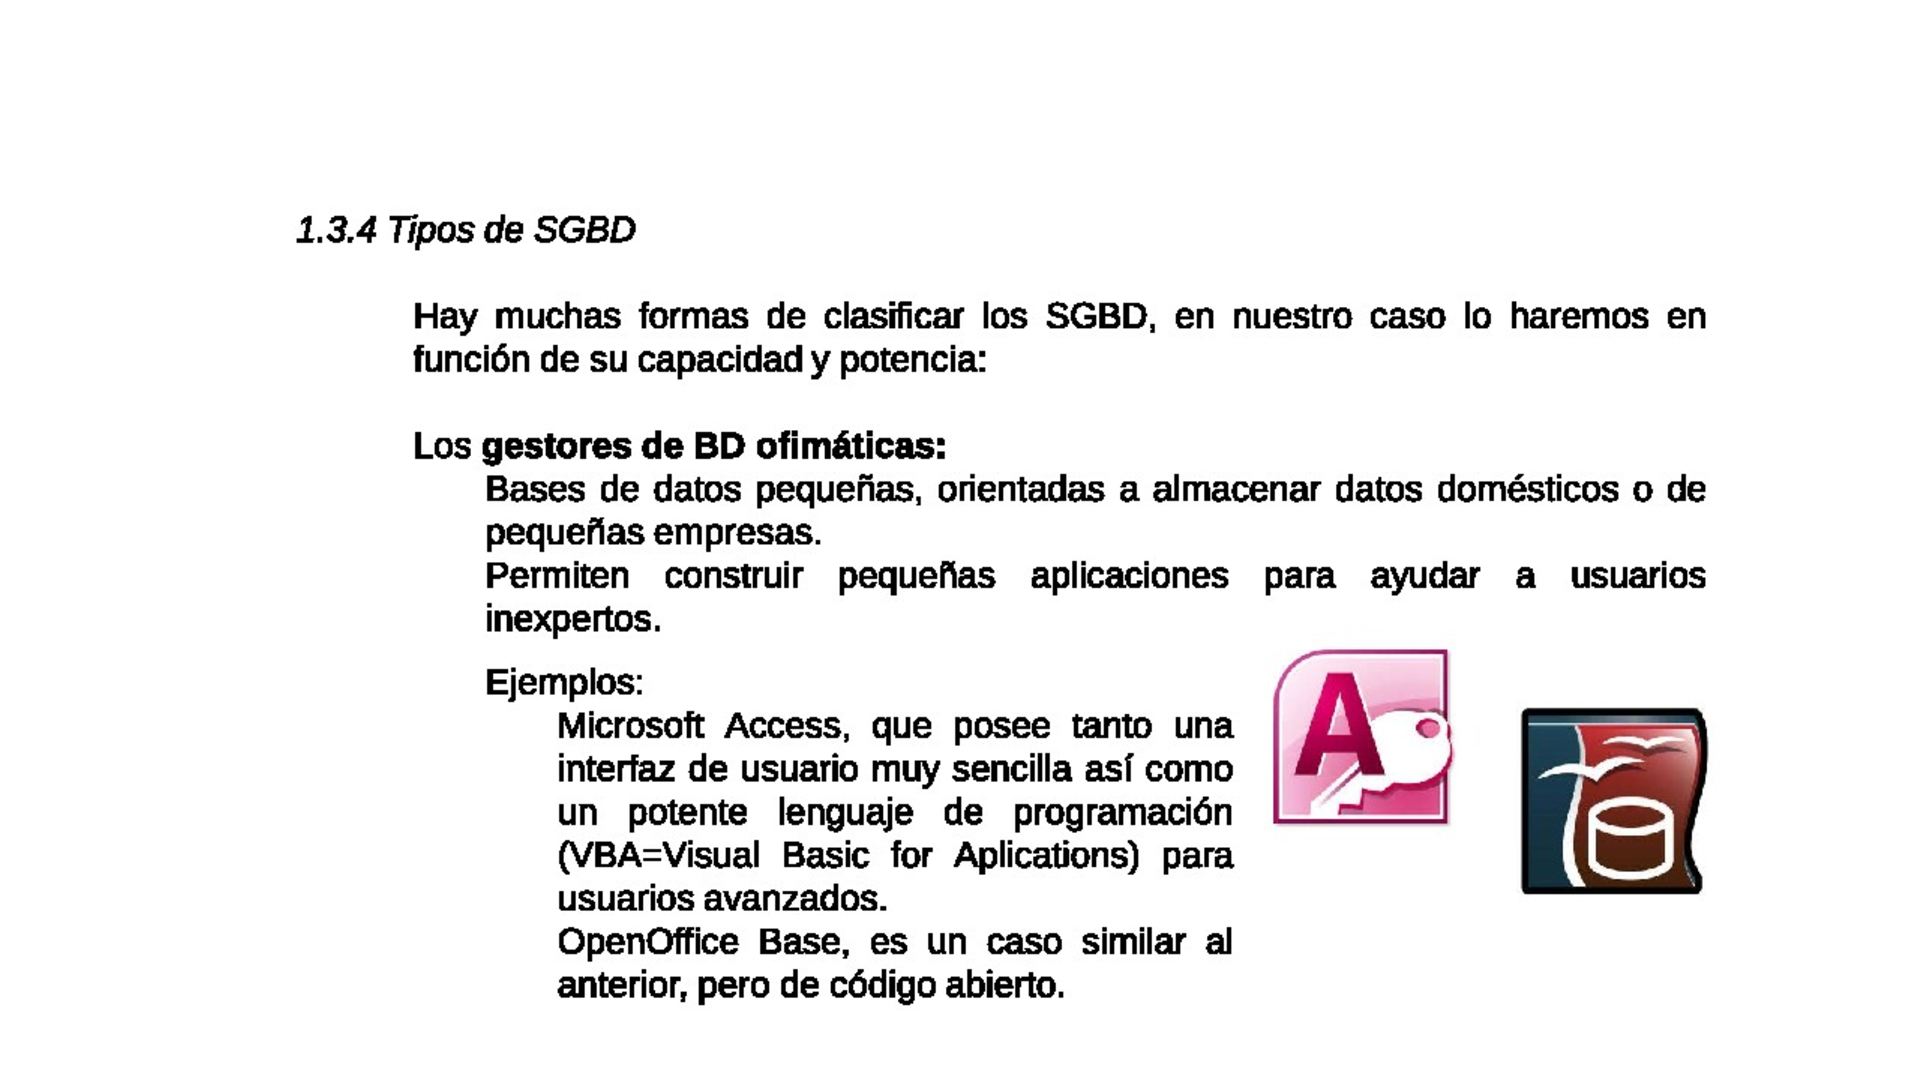 1.3.4 Tipos de SGBD
Hay muchas formas de clasificar los SGBD, en nuestro caso lo haremos en
función de su capacidad y potencia:
Los gestores de BD ofimáticas:
Bases de datos pequeñas, orientadas a almacenar datos domésticos o de
pequeñas empresas.
Permiten construir pequeñas aplicaciones para ayudar a usuarios
inexpertos.
Ejemplos:
Microsoft Access, que posee tanto una
interfaz de usuario muy sencilla así como
un potente lenguaje de programación
(VBA=Visual Basic for Aplications) para
usuarios avanzados.
OpenOffice Base, es un caso similar al
anterior, pero de código abierto.
A